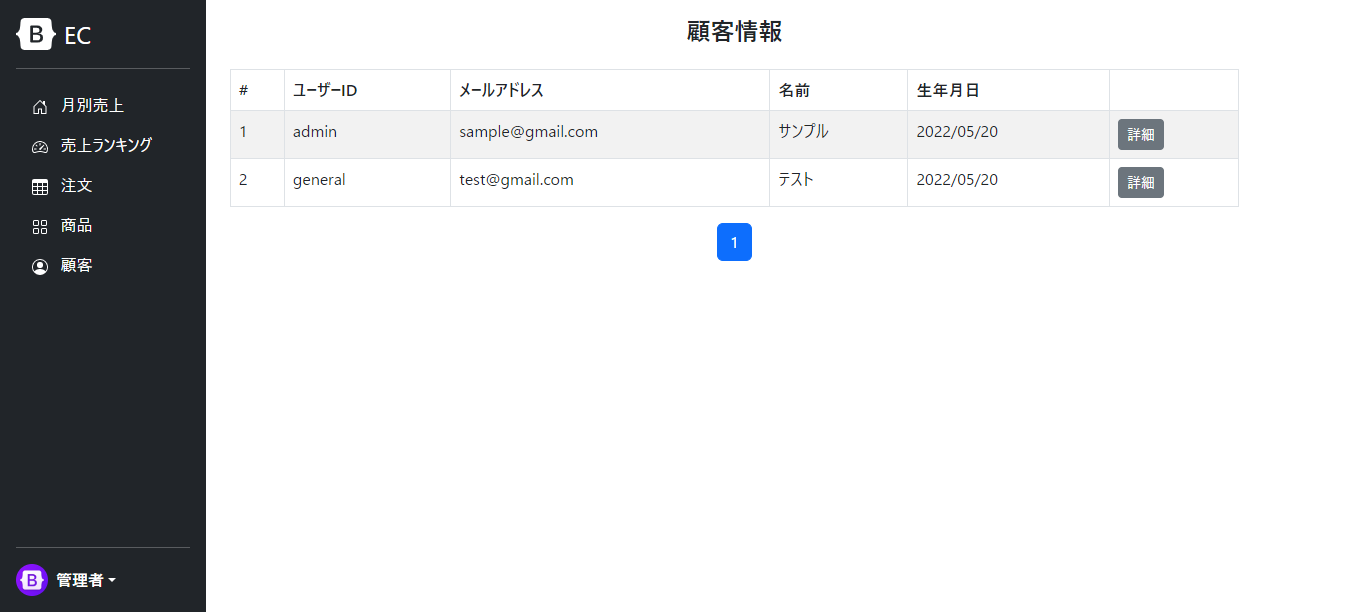 B EC
月別売上
売上ランキング
注文
商品
顧客
B 管理者
顧客情報
# ユーザーID メールアドレス 名前 生年月日
1 admin sample@gmail.com サンプル 2022/05/20 詳細
2 general test@gmail.com テスト 2022/05/20 詳細
1